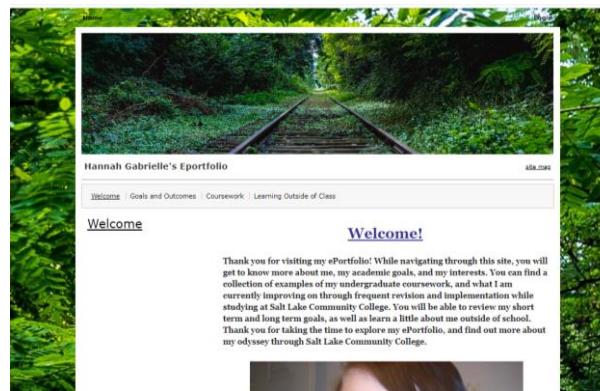 Home
Login
Hannah Gabrielle's Eportfolio
site map
Welcome | Goals and Outcomes | Coursework | Learning Outside of Class
Welcome
Welcome!
Thank you for visiting my ePortfolio! While navigating through this site, you will
get to know more about me, my academic goals, and my interests. You can find a
collection of examples of my undergraduate coursework, and what I am
currently improving on through frequent revision and implementation while
studying at Salt Lake Community College. You will be able to review my short
term and long term goals, as well as learn a little about me outside of school.
Thank you for taking the time to explore my ePortfolio, and find out more about
my odyssey through Salt Lake Community College.